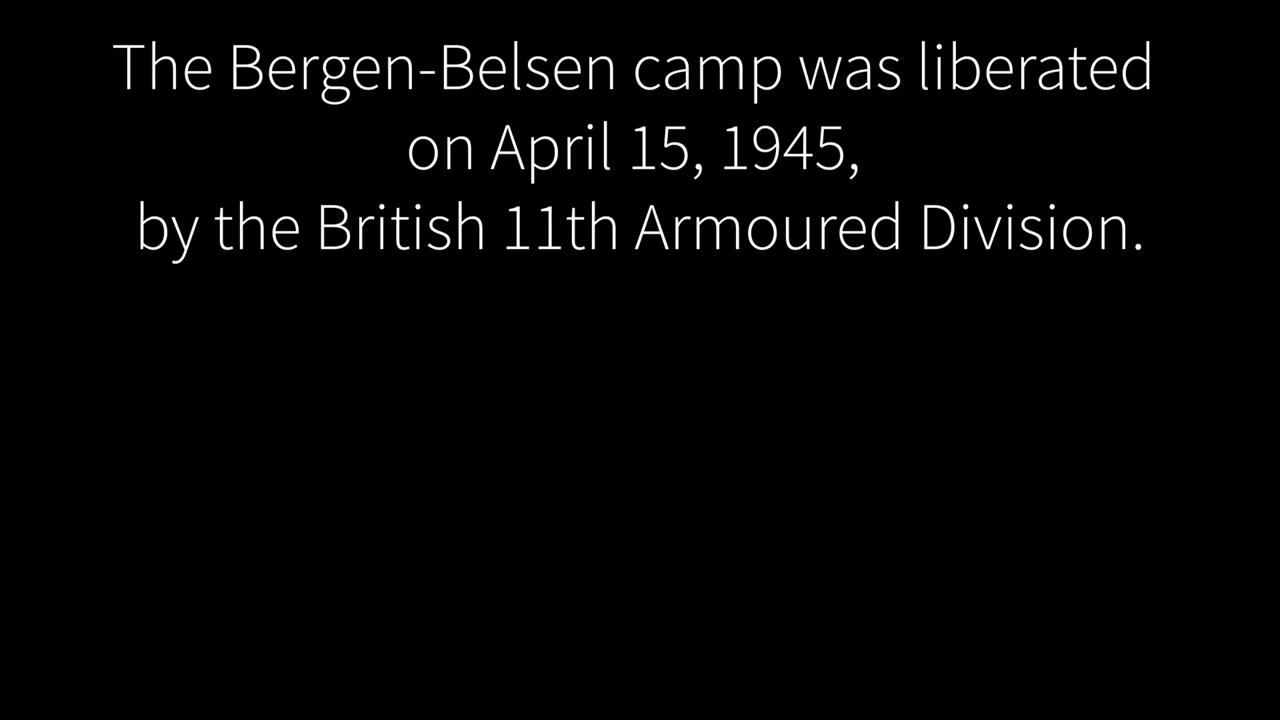 The Bergen-Belsen camp was liberated
on April 15, 1945,
by the British 11th Armoured Division.